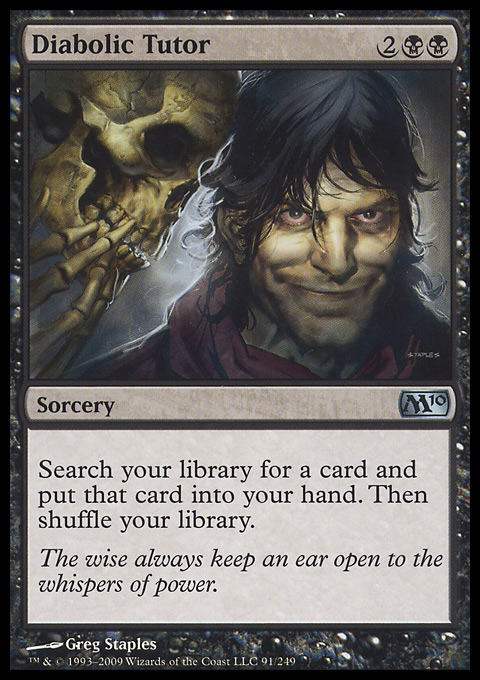 Diabolic Tutor 2
STAPLES
Sorcery M10
Search your library for a card and
put that card into your hand. Then
shuffle your library.
The wise always keep an ear open to the
whispers of power.
Greg Staples
™ & © 1993–2009 Wizards of the Coast LLC 91/249